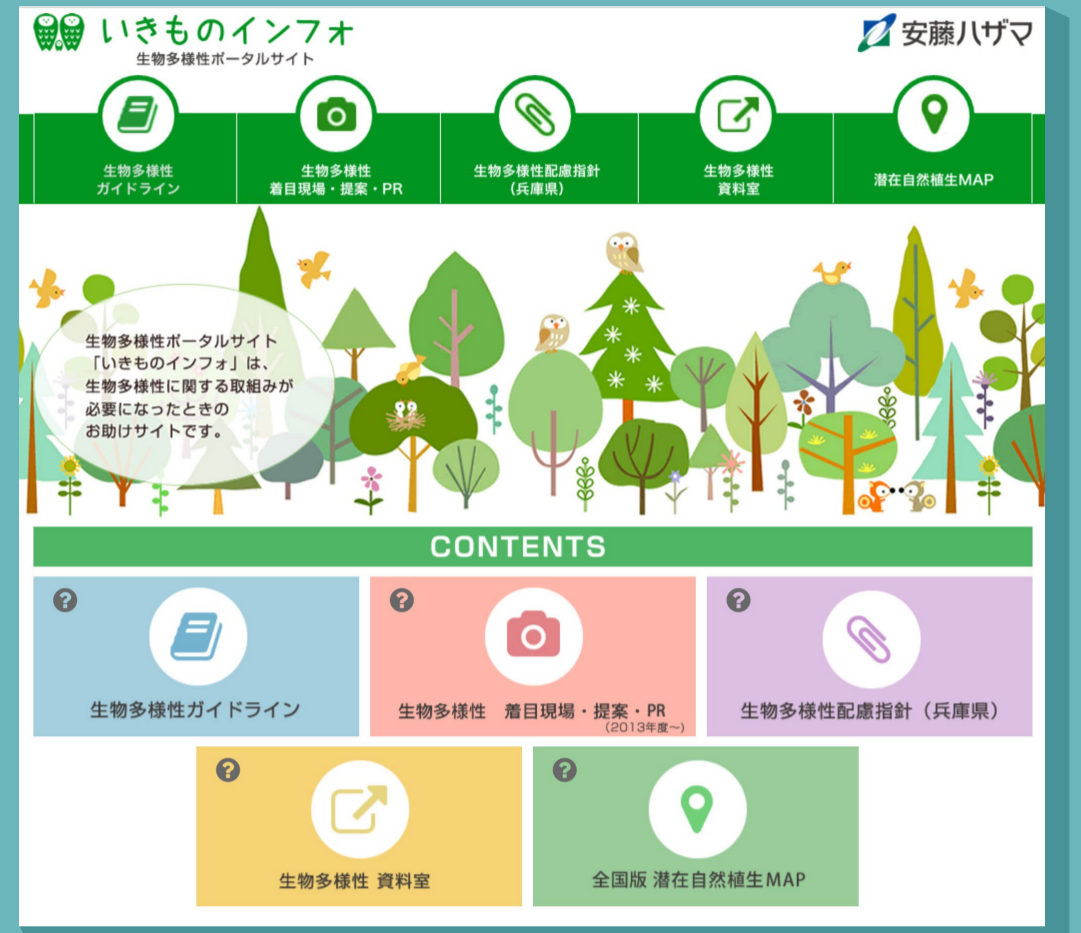 いきものインフォ
生物多様性ポータルサイト
安藤ハザマ
生物多様性
ガイドライン
生物多様性
着目現場・提案・PR
生物多様性配慮指針
(兵庫県)
生物多様性
資料室
潜在自然植生MAP
生物多様性ポータルサイト
「いきものインフォ」は、
生物多様性に関する取組みが
必要になったときの
お助けサイトです。
CONTENTS
?
生物多様性ガイドライン
?
生物多様性 着目現場・提案・PR
(2013年度~)
?
生物多様性配慮指針(兵庫県)
?
生物多様性 資料室
?
全国版 潜在自然植生MAP